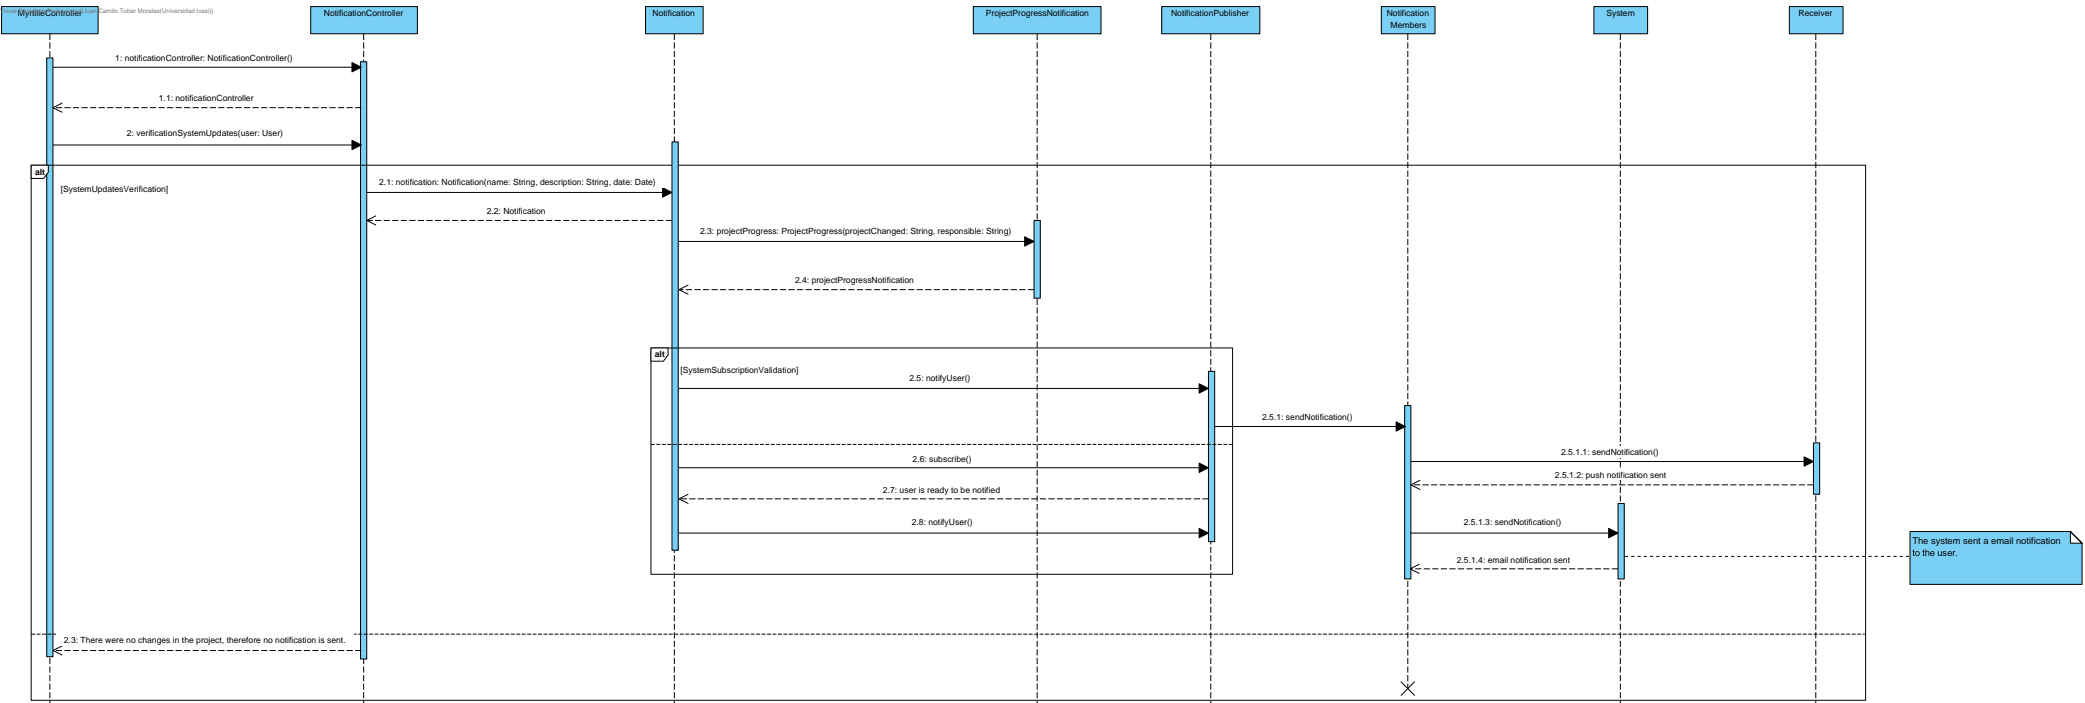 MyrtilleController
NotificationController
Notification
ProjectProgressNotification
NotificationPublisher
Notification
Members
System
Receiver
Camilo Tobar Morales(Universidad Icesi))
1: notificationController: NotificationController()
1.1: notificationController
2: verificationSystemUpdates(user: User)
alt
[SystemUpdatesVerification]
2.1: notification: Notification(name: String, description: String, date: Date)
2.2: Notification
2.3: projectProgress: ProjectProgress(projectChanged: String, responsible: String)
2.4: projectProgressNotification
alt
[SystemSubscriptionValidation]
2.5: notifyUser()
2.5.1: sendNotification()
2.6: subscribe()
2.5.1.1: sendNotification()
2.5.1.2: push notification sent
2.7: user is ready to be notified
2.8: notifyUser()
2.5.1.3: sendNotification()
The system sent a email notification
to the user.
2.5.1.4: email notification sent
2.3: There were no changes in the project, therefore no notification is sent.